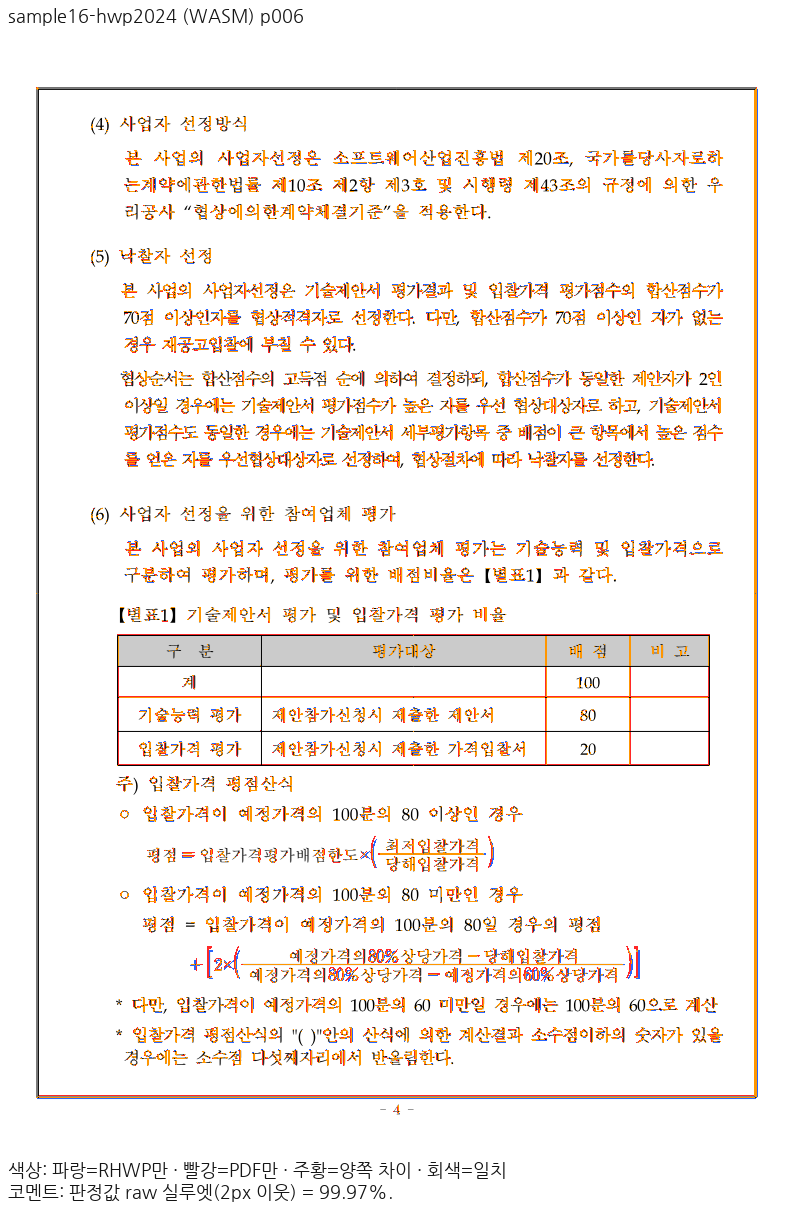 sample16-hwp2024 (WASM) p006
(4) 사업자 선정방식
본 사업의 사업자선정은 소프트웨어산업진흥법 제20조, 국가를당사자로하
는계약에관한법률 제10조 제2항 제3호 및 시행령 제43조의 규정에 의한 우
리공사 “협상에의한계약체결기준”을 적용한다.
(5) 낙찰자 선정
본 사업의 사업자선정은 기술제안서 평가결과 및 입찰가격 평가점수의 합산점수가
70점 이상인자를 협상적격자로 선정한다. 다만, 합산점수가 70점 이상인 자가 없는
경우 재공고입찰에 부칠 수 있다.
협상순서는 합산점수의 고득점 순에 의하여 결정하되, 합산점수가 동일한 제안자가 2인
이상일 경우에는 기술제안서 평가점수가 높은 자를 우선 협상대상자로 하고, 기술제안서
평가점수도 동일한 경우에는 기술제안서 세부평가항목 중 배점이 큰 항목에서 높은 점수
를 얻은 자를 우선협상대상자로 선정하여, 협상절차에 따라 낙찰자를 선정한다.
(6) 사업자 선정을 위한 참여업체 평가
본 사업의 사업자 선정을 위한 참여업체 평가는 기술능력 및 입찰가격으로
구분하여 평가하며, 평가를 위한 배점비율은 【별표1】 과 같다.
【별표1】 기술제안서 평가 및 입찰가격 평가 비율
구 분 평가대상 배 점 비 고
계 100
기술능력 평가 제안참가신청시 제출한 제안서 80
입찰가격 평가 제안참가신청시 제출한 가격입찰서 20
주) 입찰가격 평점산식
○ 입찰가격이 예정가격의 100분의 80 이상인 경우
평점＝입찰가격평가배점한도×(최저입찰가격
당해입찰가격)
○ 입찰가격이 예정가격의 100분의 80 미만인 경우
평점 = 입찰가격이 예정가격의 100분의 80일 경우의 평점
+[2×(예정가격의80%상당가격－당해입찰가격
예정가격의80%상당가격－예정가격의60%상당가격)]
* 다만, 입찰가격이 예정가격의 100분의 60 미만일 경우에는 100분의 60으로 계산
* 입찰가격 평점산식의 "( )"안의 산식에 의한 계산결과 소수점이하의 숫자가 있을
경우에는 소수점 다섯째자리에서 반올림한다.
- 4 -
색상: 파랑=RHWP만 · 빨강=PDF만 · 주황=양쪽 차이 · 회색=일치
코멘트: 판정값 raw 실루엣(2px 이웃) = 99.97%.